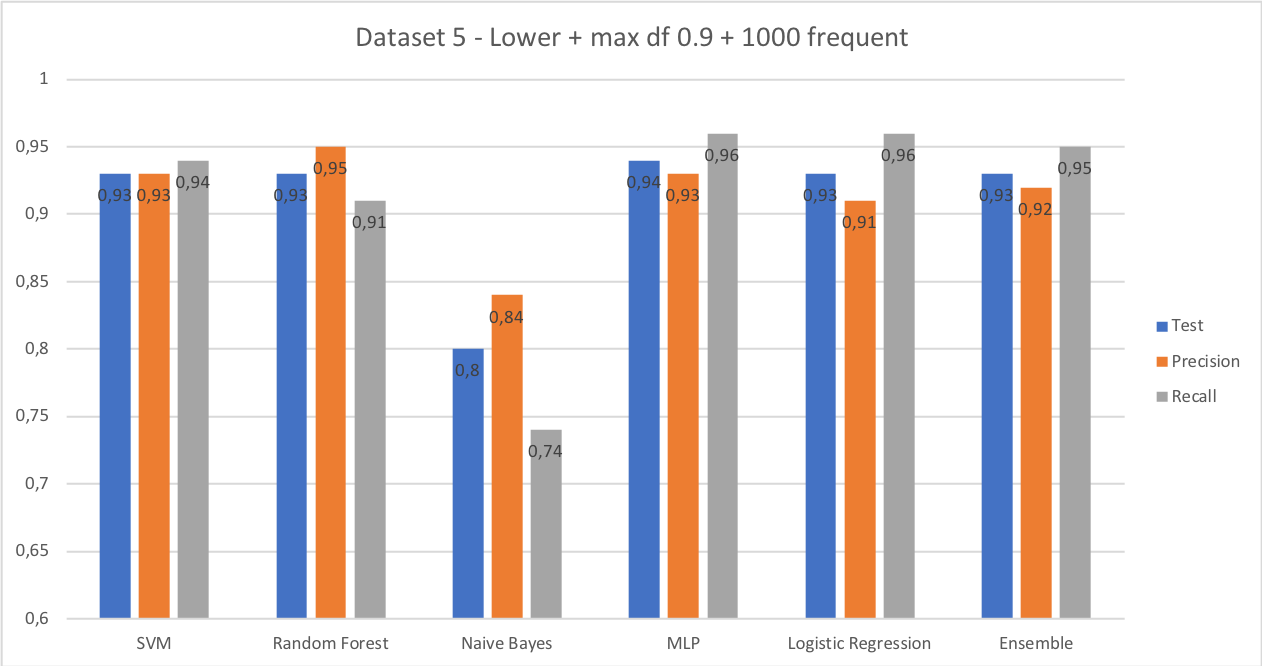 Dataset 5 - Lower + max df 0.9 + 1000 frequent
1
0,95
0,9
0,85
0,8
0,75
0,7
0,65
0,6
0,93 0,93 0,94
0,93 0,95 0,91
0,8 0,84 0,74
0,94 0,93 0,96
0,93 0,91 0,96
0,93 0,92 0,95
SVM Random Forest Naive Bayes MLP Logistic Regression Ensemble
Test
Precision
Recall